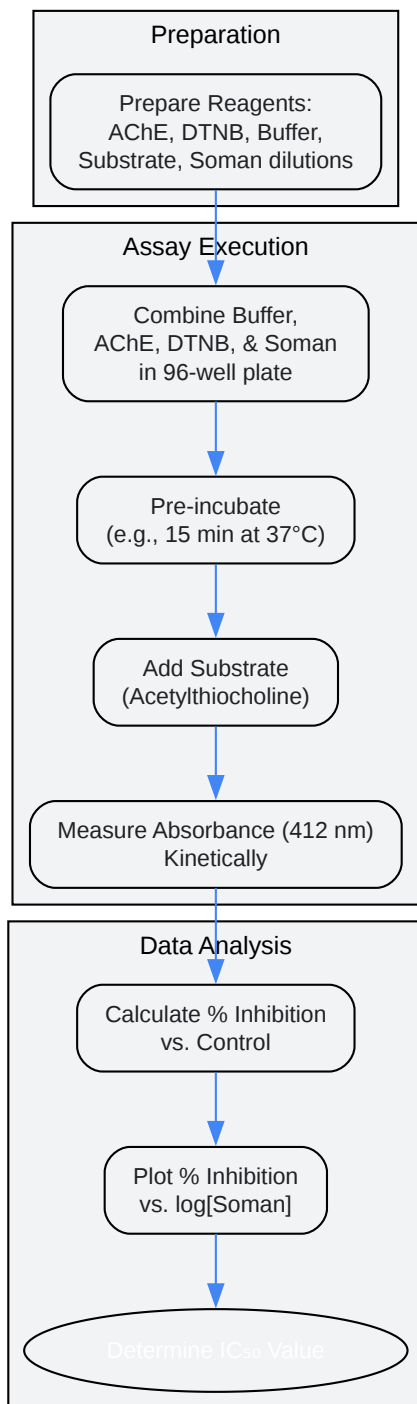 Preparation
Prepare Reagents:
AChE, DTNB, Buffer,
Substrate, Soman dilutions
Assay Execution
Combine Buffer,
AChE, DTNB, & Soman
in 96-well plate
Pre-incubate
(e.g., 15 min at 37°C)
Add Substrate
(Acetylthiocholine)
Measure Absorbance (412 nm)
Kinetically
Data Analysis
Calculate % Inhibition
vs. Control
Plot % Inhibition
vs. log[Soman]
Determine IC₅₀ Value